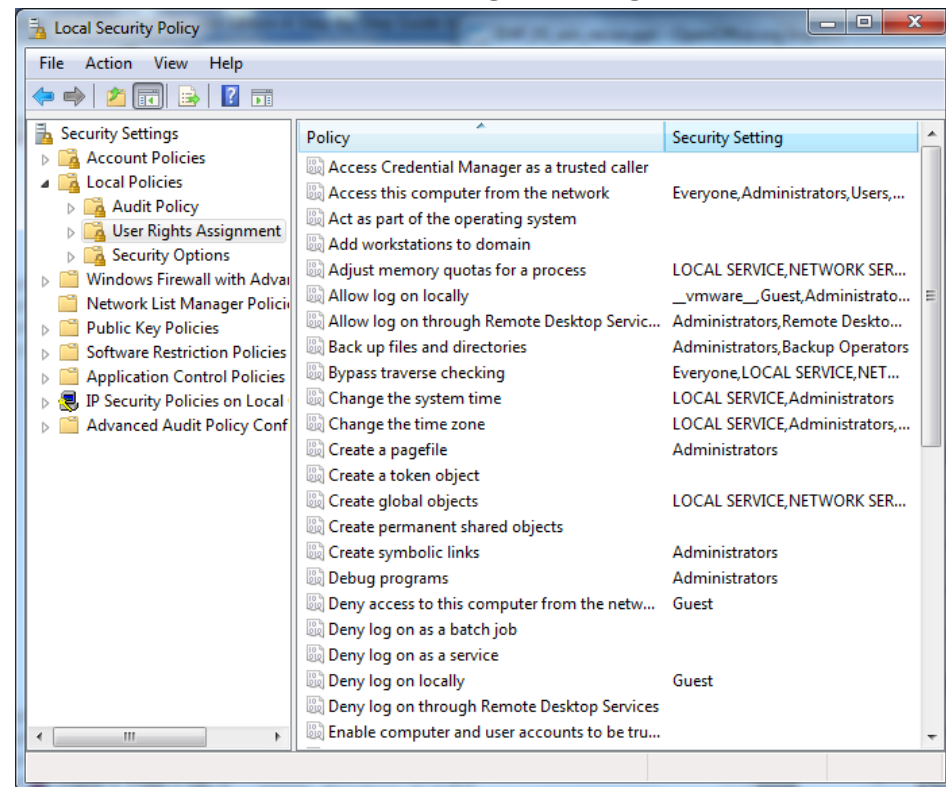 Local Security Policy
File Action View Help
Security Settings
Account Policies
Local Policies
Audit Policy
User Rights Assignment
Security Options
Windows Firewall with Advar
Network List Manager Policie
Public Key Policies
Software Restriction Policies
Application Control Policies
IP Security Policies on Local
Advanced Audit Policy Conf
Policy Security Setting
Access Credential Manager as a trusted caller
Access this computer from the network Everyone,Administrators,Users,...
Act as part of the operating system
Add workstations to domain
Adjust memory quotas for a process LOCAL SERVICE,NETWORK SER...
Allow log on locally __vmware__,Guest,Administrato...
Allow log on through Remote Desktop Servic... Administrators,Remote Deskto...
Back up files and directories Administrators,Backup Operators
Bypass traverse checking Everyone,LOCAL SERVICE,NET...
Change the system time LOCAL SERVICE,Administrators
Change the time zone LOCAL SERVICE,Administrators,...
Create a pagefile Administrators
Create a token object
Create global objects LOCAL SERVICE,NETWORK SER...
Create permanent shared objects
Create symbolic links Administrators
Debug programs Administrators
Deny access to this computer from the netw... Guest
Deny log on as a batch job
Deny log on as a service
Deny log on locally Guest
Deny log on through Remote Desktop Services
Enable computer and user accounts to be tru...